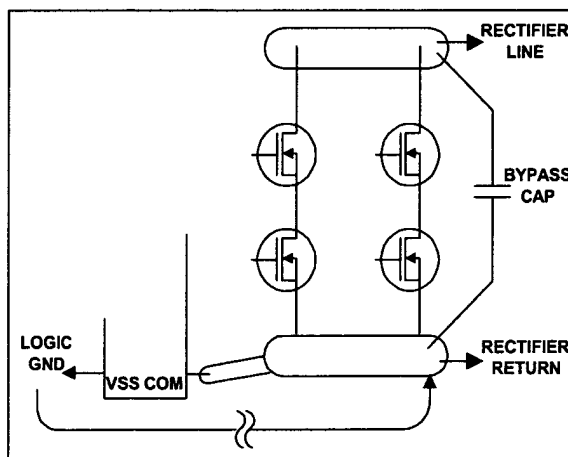 RECTIFIER
LINE
BYPASS
CAP
LOGIC
GND
VSS COM
RECTIFIER
RETURN